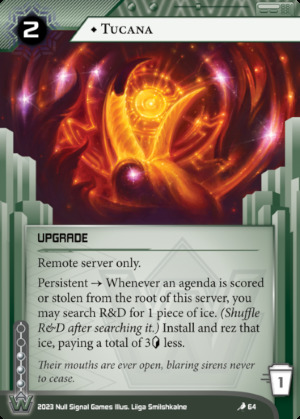 2
◆ Tucana
UPGRADE
Remote server only.
Persistent → Whenever an agenda is scored
or stolen from the root of this server, you
may search R&D for 1 piece of ice. (Shuffle
R&D after searching it.) Install and rez that
ice, paying a total of 3 less.
Their mouths are ever open, blaring sirens never
to cease.
1
2023 Null Signal Games Illus. Liiga Smilshkalne
64